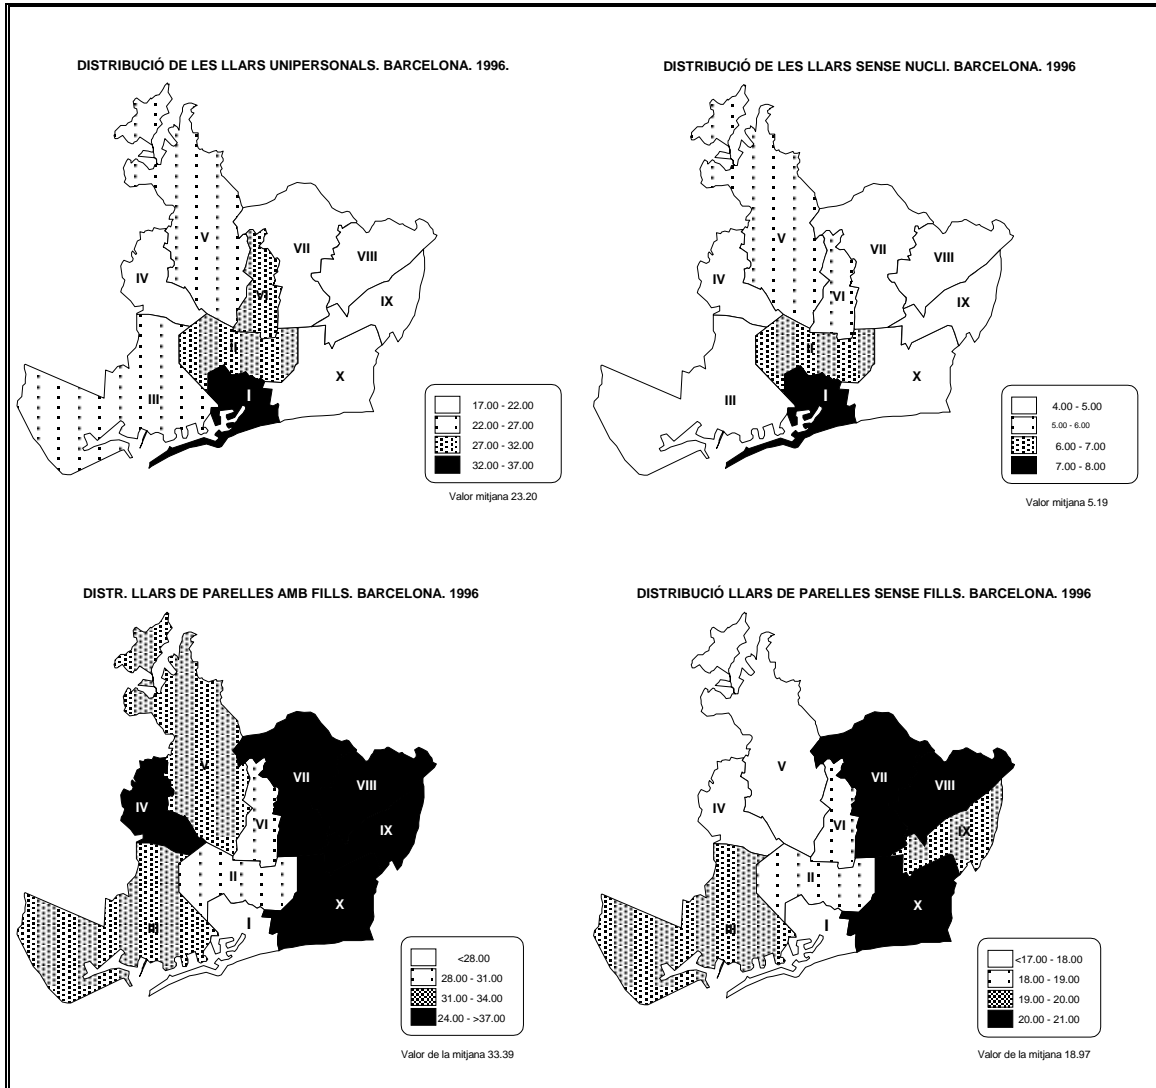 DISTRIBUCIÓ DE LES LLARS UNIPERSONALS. BARCELONA. 1996.
V
VII
VIII
IV
VI
IX
II
X
III
I
17.00 - 22.00
22.00 - 27.00
27.00 - 32.00
32.00 - 37.00
Valor mitjana 23.20
DISTRIBUCIÓ DE LES LLARS SENSE NUCLI. BARCELONA. 1996
V
VII
VIII
IV
VI
IX
II
X
III
I
4.00 - 5.00
5.00 - 6.00
6.00 - 7.00
7.00 - 8.00
Valor mitjana 5.19
DISTR. LLARS DE PARELLES AMB FILLS. BARCELONA. 1996
V
VII
VIII
IV
VI
IX
II
X
III
I
<28.00
28.00 - 31.00
31.00 - 34.00
24.00 - >37.00
Valor de la mitjana 33.39
DISTRIBUCIÓ LLARS DE PARELLES SENSE FILLS. BARCELONA. 1996
V
VII
VIII
IV
VI
IX
II
X
III
I
<17.00 - 18.00
18.00 - 19.00
19.00 - 20.00
20.00 - 21.00
Valor de la mitjana 18.97